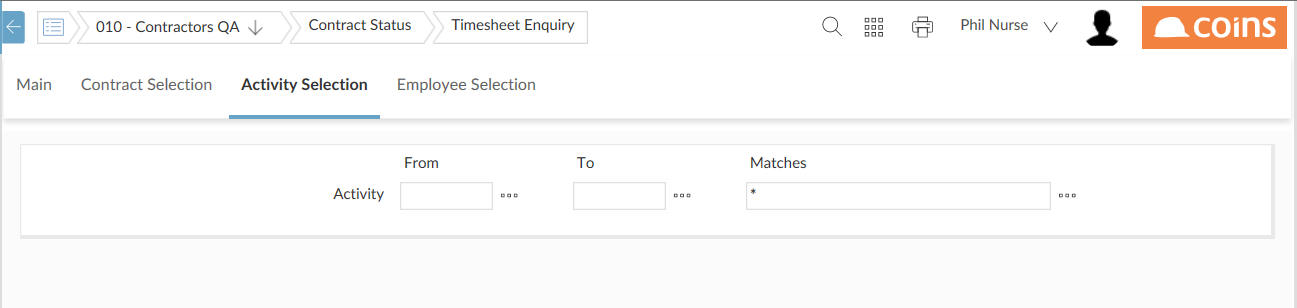 010 - Contractors QA Contract Status Timesheet Enquiry Phil Nurse coins
Main Contract Selection Activity Selection Employee Selection
From To Matches
Activity *